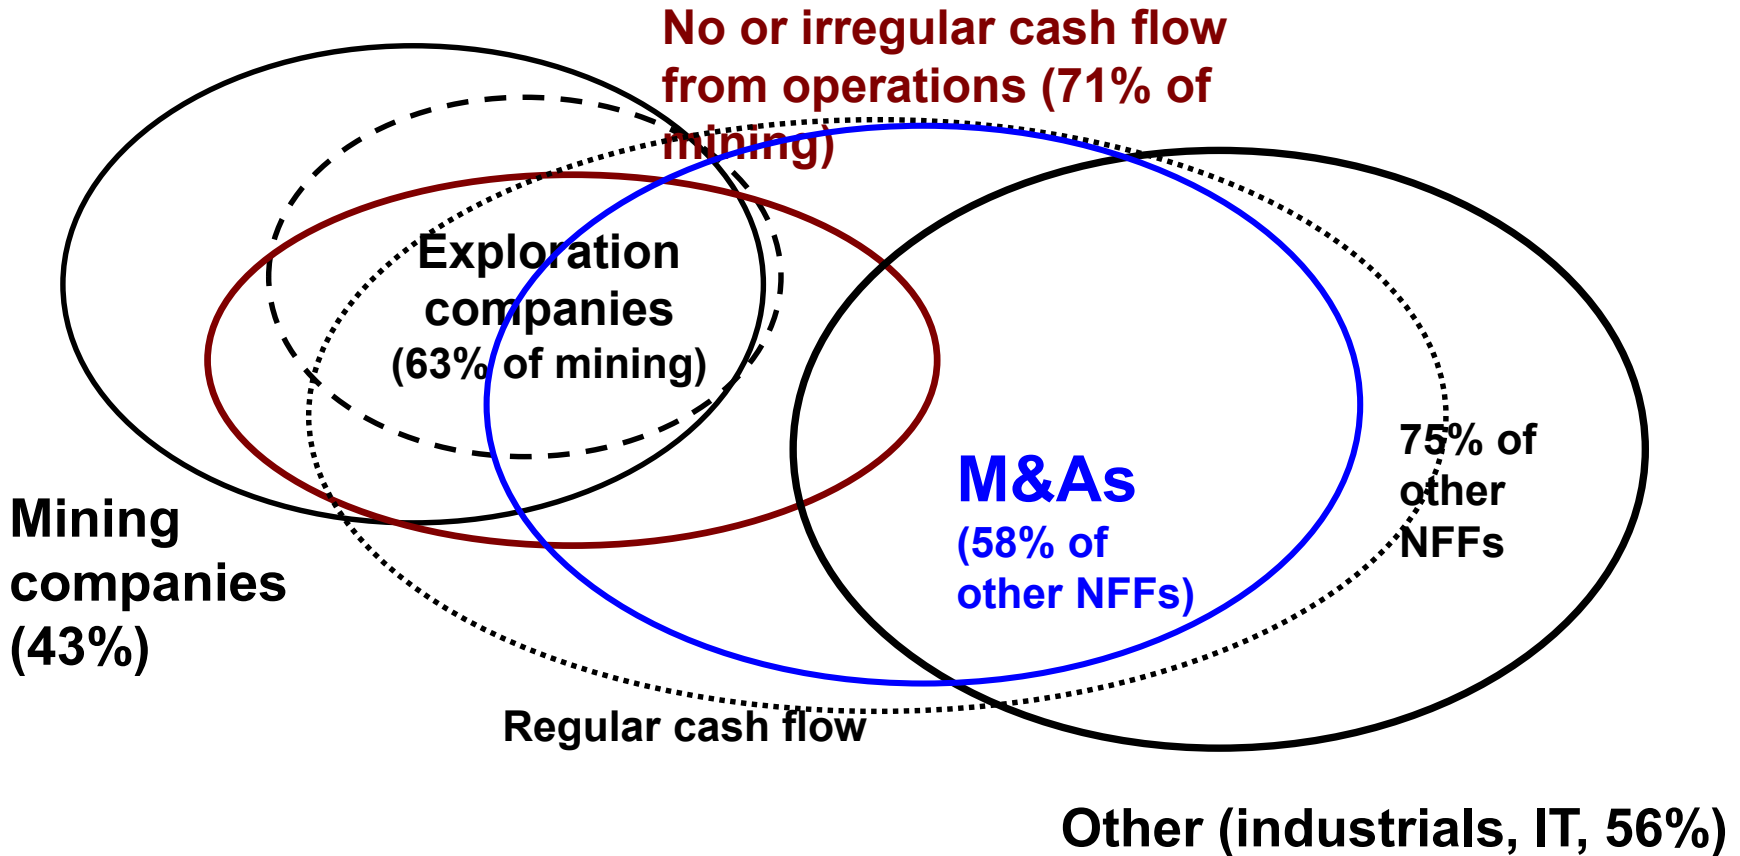 No or irregular cash flow
from operations (71% of
mining)
Exploration
companies
(63% of mining)
Mining
companies
(43%)
M&As
(58% of
other NFFs)
75% of
other
NFFs
Regular cash flow
Other (industrials, IT, 56%)